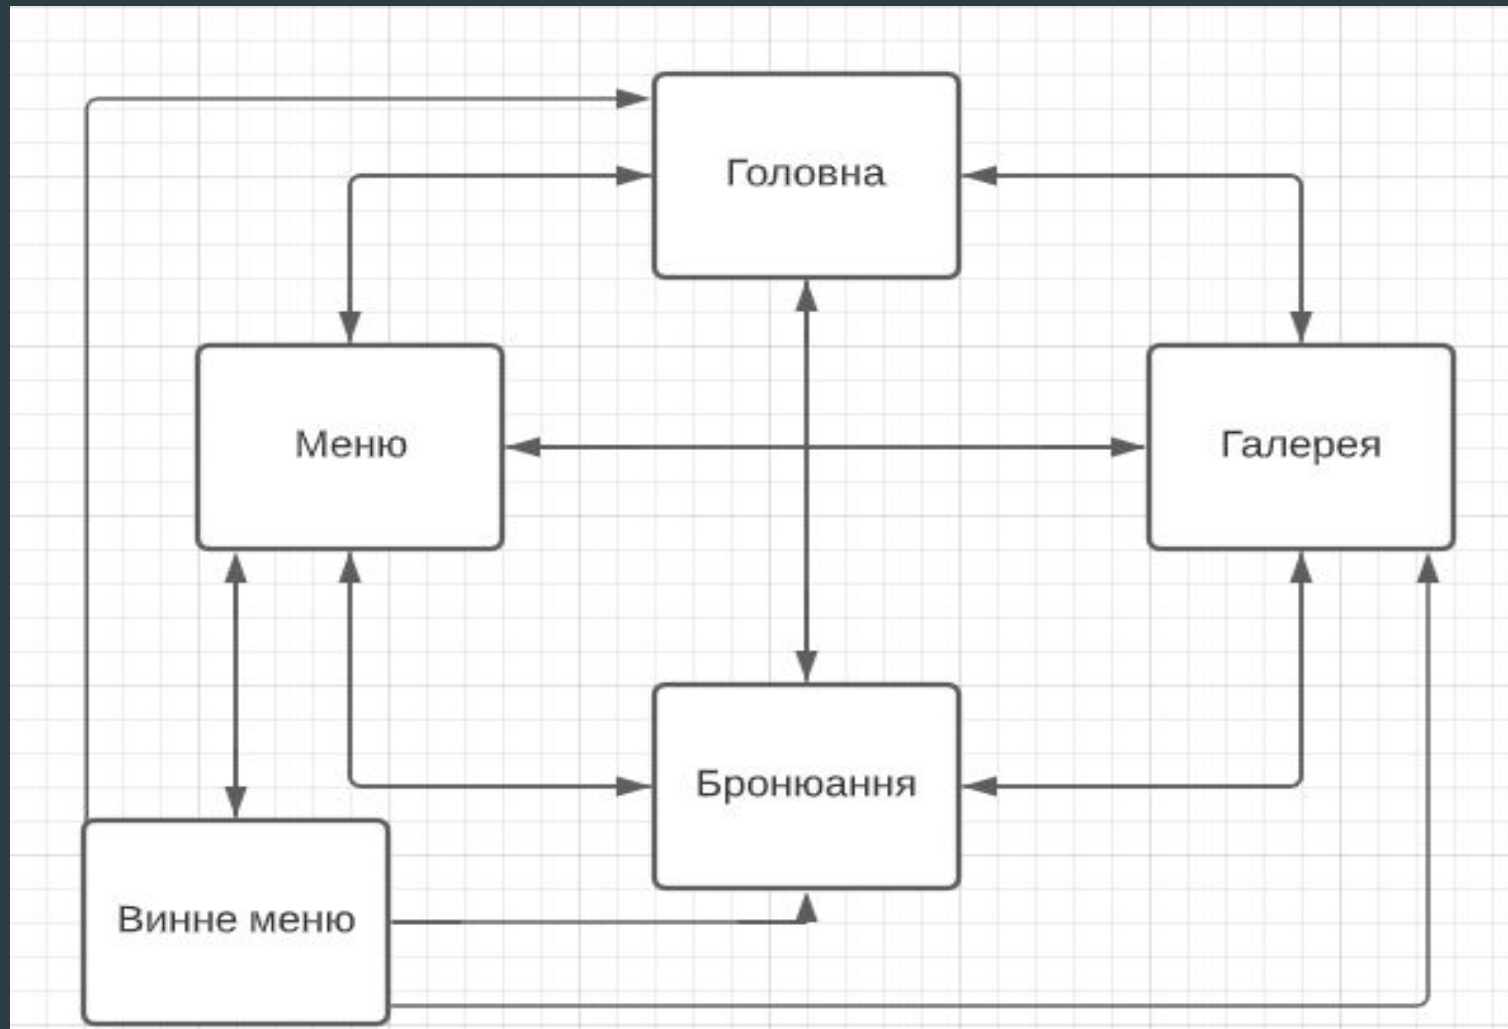 Головна
Меню
Галерея
Бронюання
Винне меню